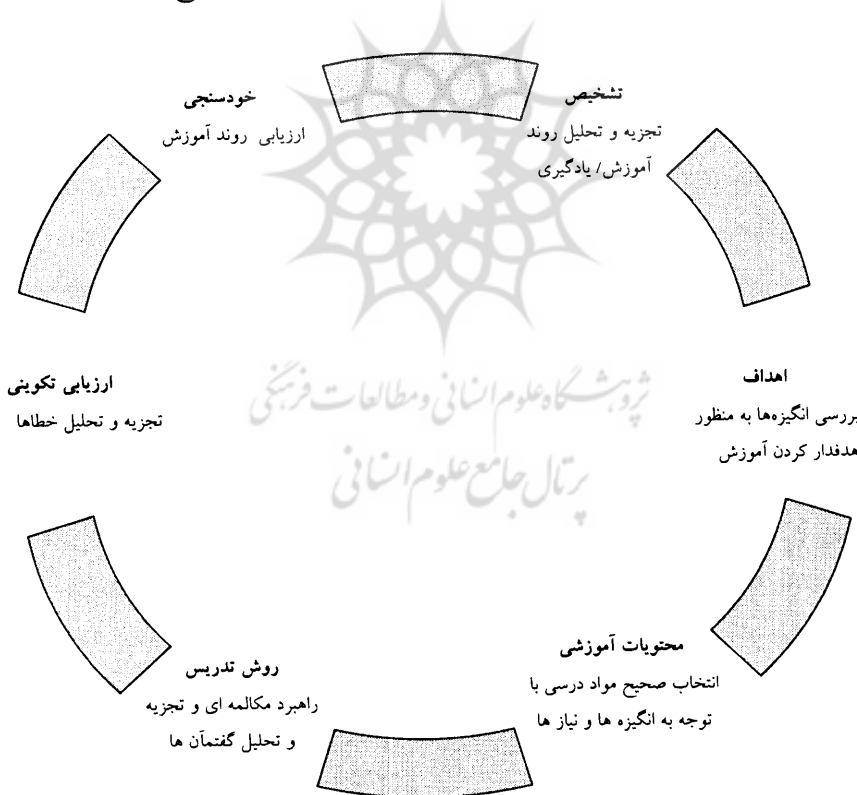 تشخیص
تجزیه و تحلیل روند
آموزش/ یادگیری
خودسنجی
ارزیابی روند آموزش
اهداف
بررسی انگیزه‌ها به منظور
هدفدار کردن آموزش
ارزیابی تکوینی
تجزیه و تحلیل خطاها
پژوهشگاه علوم انسانی و مطالعات فرهنگی
پرتال جامع علوم انسانی
محتویات آموزشی
انتخاب صحیح مواد درسی با
توجه به انگیزه ها و نیاز ها
روش تدریس
راهبرد مکالمه ای و تجزیه
و تحلیل گفتمآن ها